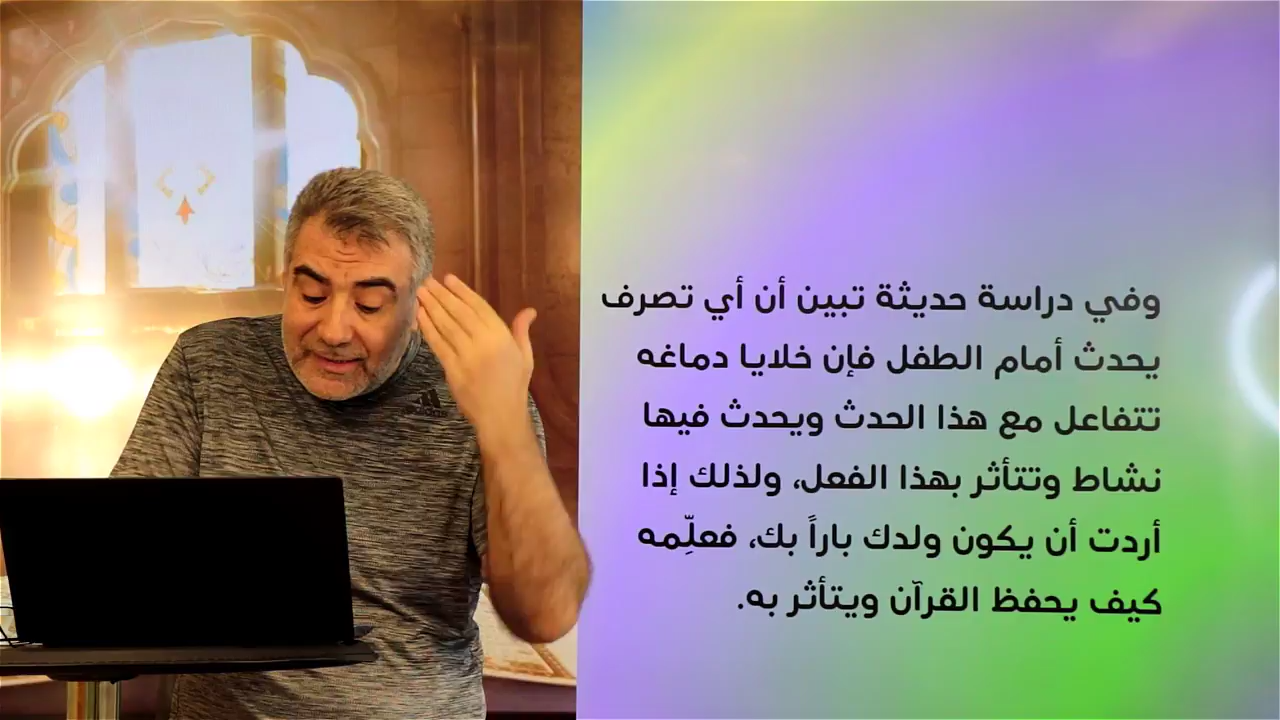 وفي دراسة حديثة تبين أن أي تصرف
يحدث أمام الطفل فإن خلايا دماغه
تتفاعل مع هذا الحدث ويحدث فيها
نشاط وتتأثر بهذا الفعل، ولذلك إذا
أردت أن يكون ولدك باراً بك، فعلِّمه
كيف يحفظ القرآن ويتأثر به.
adidas